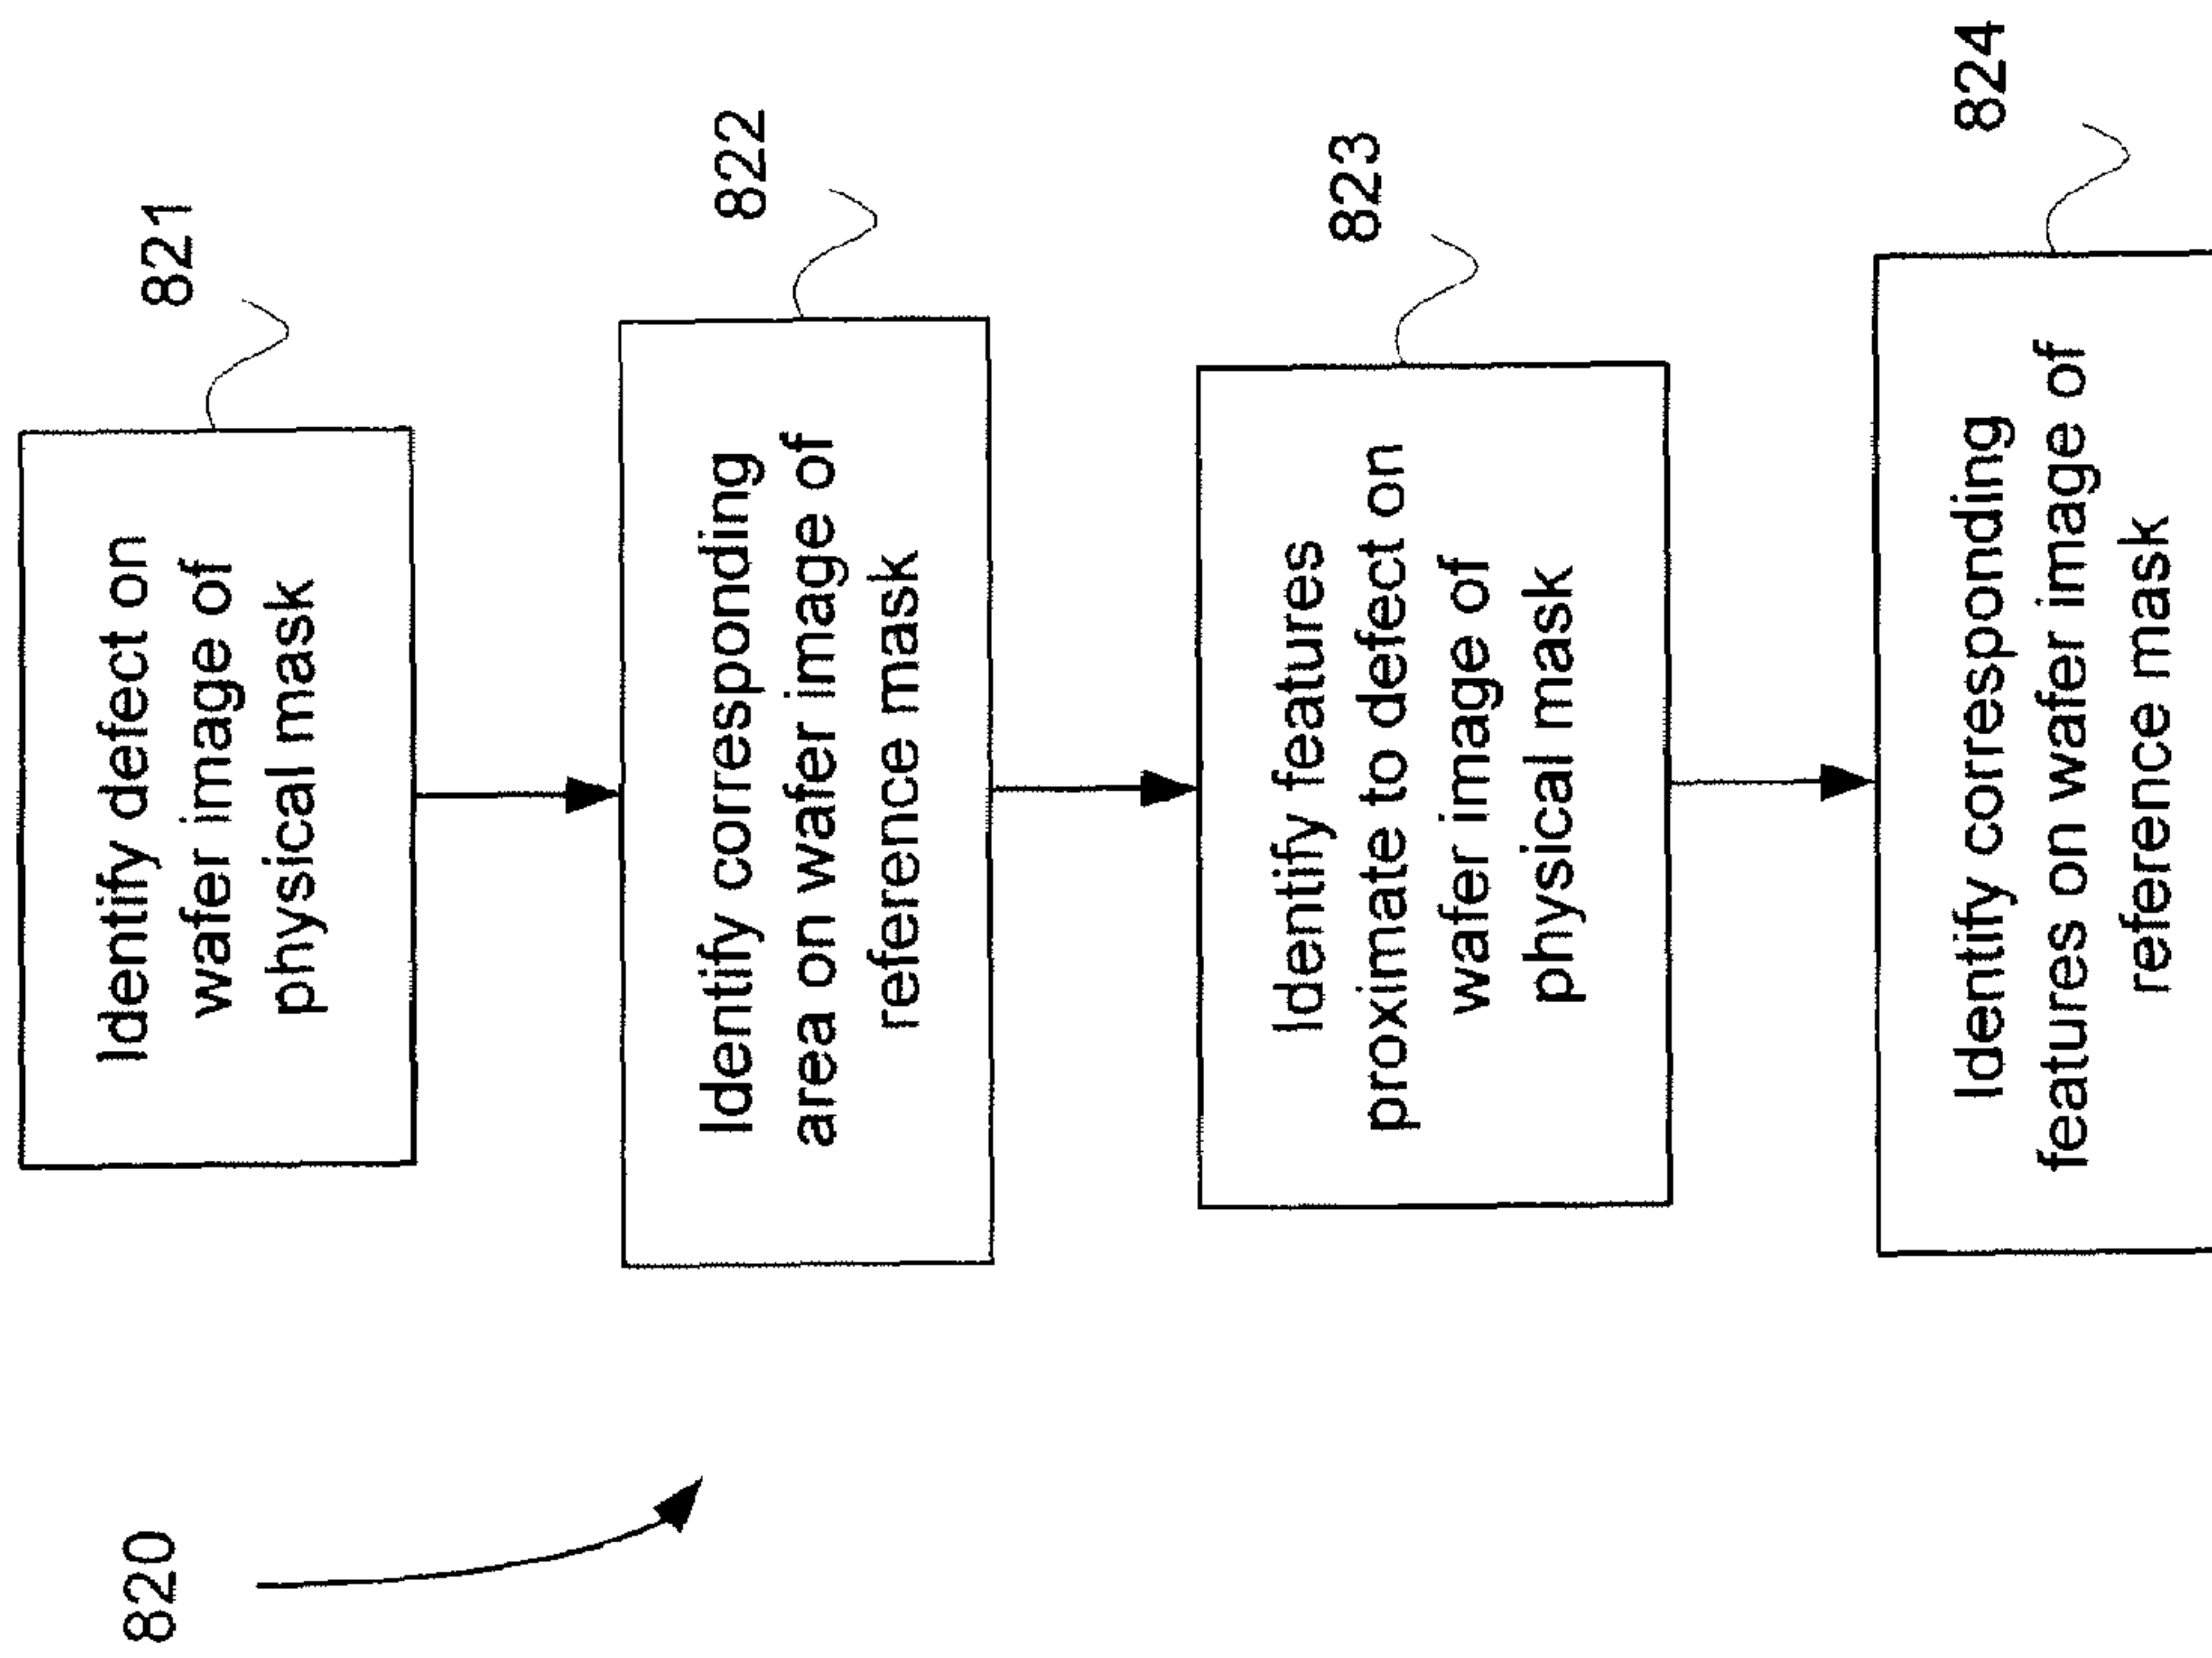 820
821
Identify defect on
wafer image of
physical mask
822
Identify corresponding
area on wafer image of
reference mask
823
Identify features
proximate to defect on
wafer image of
physical mask
824
Identify corresponding
features on wafer image of
reference mask